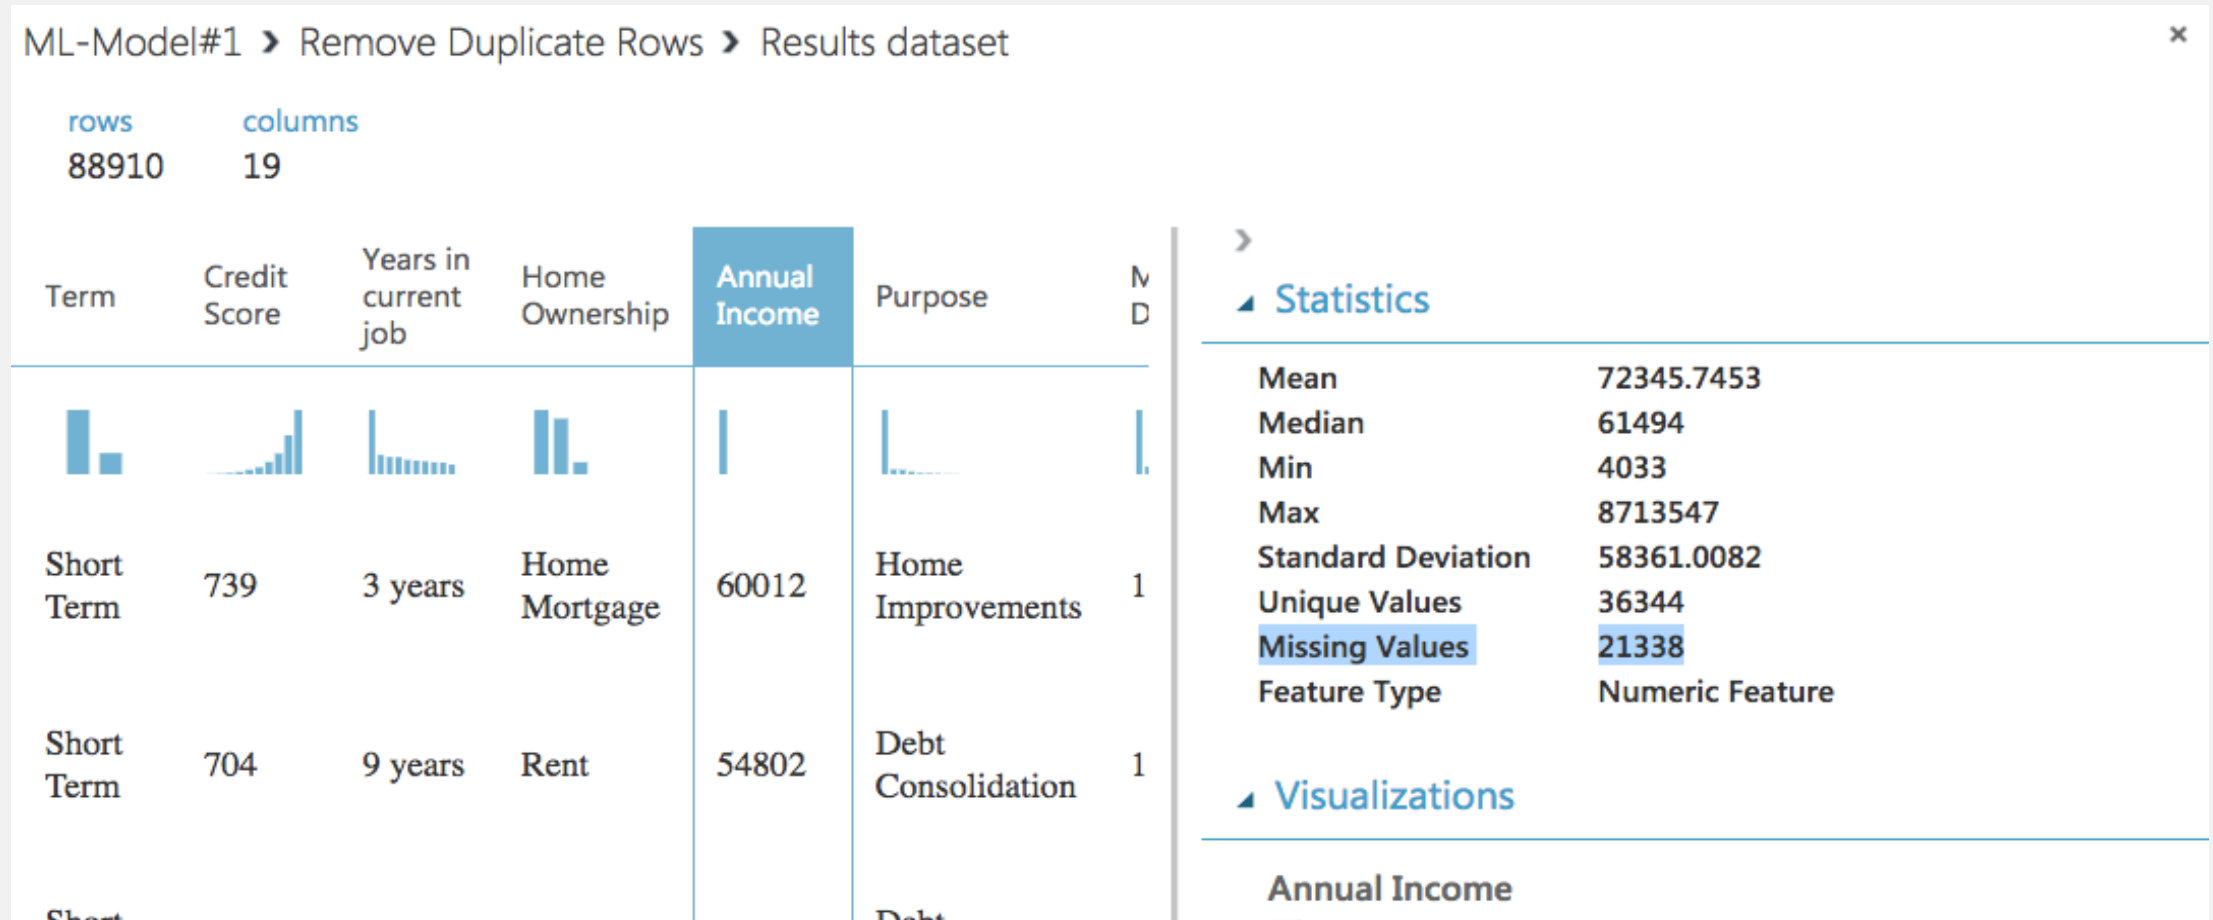 ML-Model#1 › Remove Duplicate Rows › Results dataset
×
rows columns
88910 19
Term
Credit
Score
Years in
current
job
Home
Ownership
Annual
Income
Purpose
M
D
Short
Term
739
3 years
Home
Mortgage
60012
Home
Improvements
1
Short
Term
704
9 years
Rent
54802
Debt
Consolidation
1
Short
Debt
›
Statistics
Mean 72345.7453
Median 61494
Min 4033
Max 8713547
Standard Deviation 58361.0082
Unique Values 36344
Missing Values 21338
Feature Type Numeric Feature
Visualizations
Annual Income